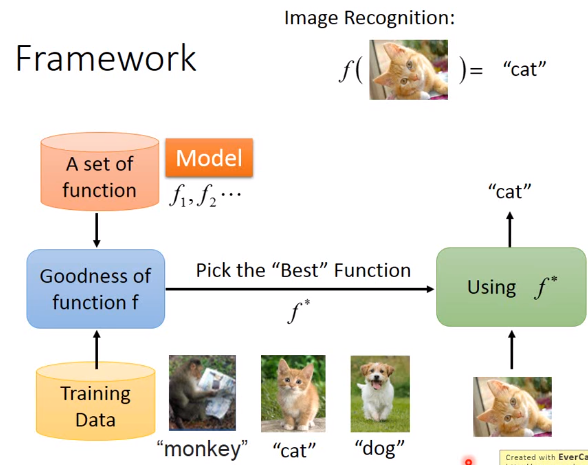 Image Recognition:
Framework
f( )= “cat”
A set of
function
Model
f₁, f₂ ⋯
“cat”
Goodness of
function f
Pick the “Best” Function
f*
Using f*
Training
Data
“monkey” “cat” “dog”
Created with EverCa